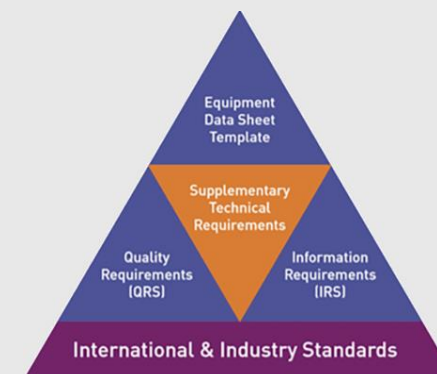 Equipment
Data Sheet
Template
Supplementary
Technical
Requirements
Quality
Requirements
(QRS)
Information
Requirements
(IRS)
International & Industry Standards